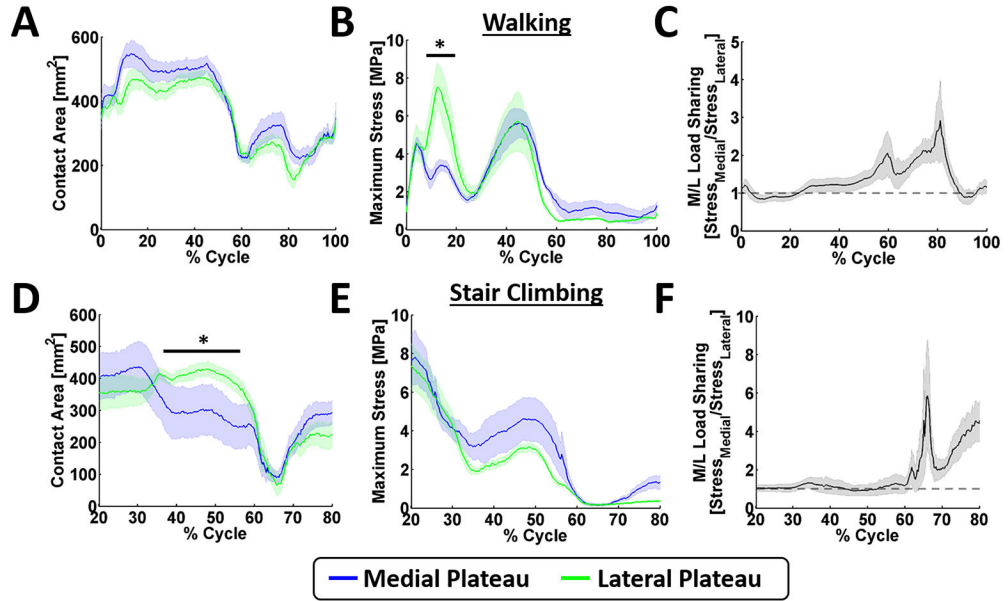 A
Contact Area [mm²]
600
400
200
0
0 20 40 60 80 100
% Cycle
B
Walking
Maximum Stress [MPa]
10
8
6
4
2
0
*
0 20 40 60 80 100
% Cycle
C
M/L Load Sharing
[Stress_Medial/Stress_Lateral]
5
4
3
2
1
0
0 20 40 60 80 100
% Cycle
D
Contact Area [mm²]
600
500
400
300
200
100
0
*
20 30 40 50 60 70 80
% Cycle
E
Stair Climbing
Maximum Stress [MPa]
10
8
6
4
2
0
20 30 40 50 60 70 80
% Cycle
F
M/L Load Sharing
[Stress_Medial/Stress_Lateral]
10
8
6
4
2
0
20 30 40 50 60 70 80
% Cycle
Medial Plateau Lateral Plateau